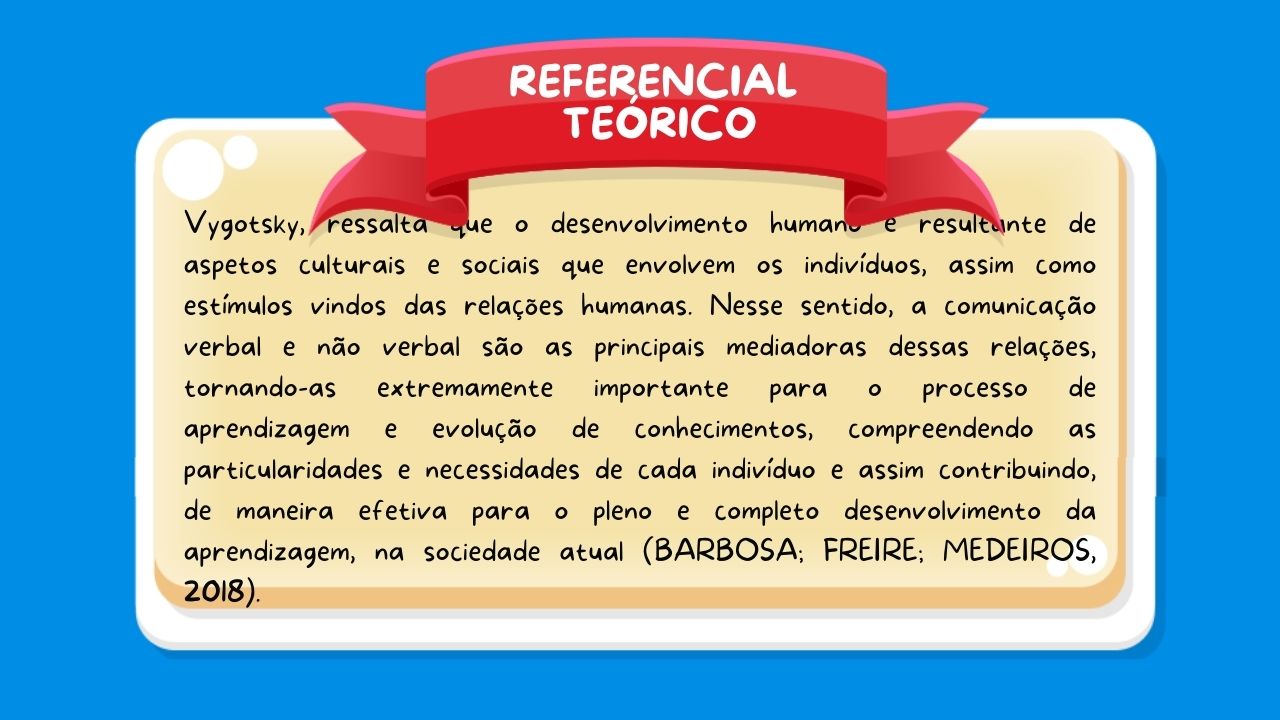 REFERENCIAL
TEÓRICO
Vygotsky, ressalta que o desenvolvimento humano é resultante de
aspetos culturais e sociais que envolvem os indivíduos, assim como
estímulos vindos das relações humanas. Nesse sentido, a comunicação
verbal e não verbal são as principais mediadoras dessas relações,
tornando-as extremamente importante para o processo de
aprendizagem e evolução de conhecimentos, compreendendo as
particularidades e necessidades de cada indivíduo e assim contribuindo,
de maneira efetiva para o pleno e completo desenvolvimento da
aprendizagem, na sociedade atual (BARBOSA; FREIRE; MEDEIROS,
2018).